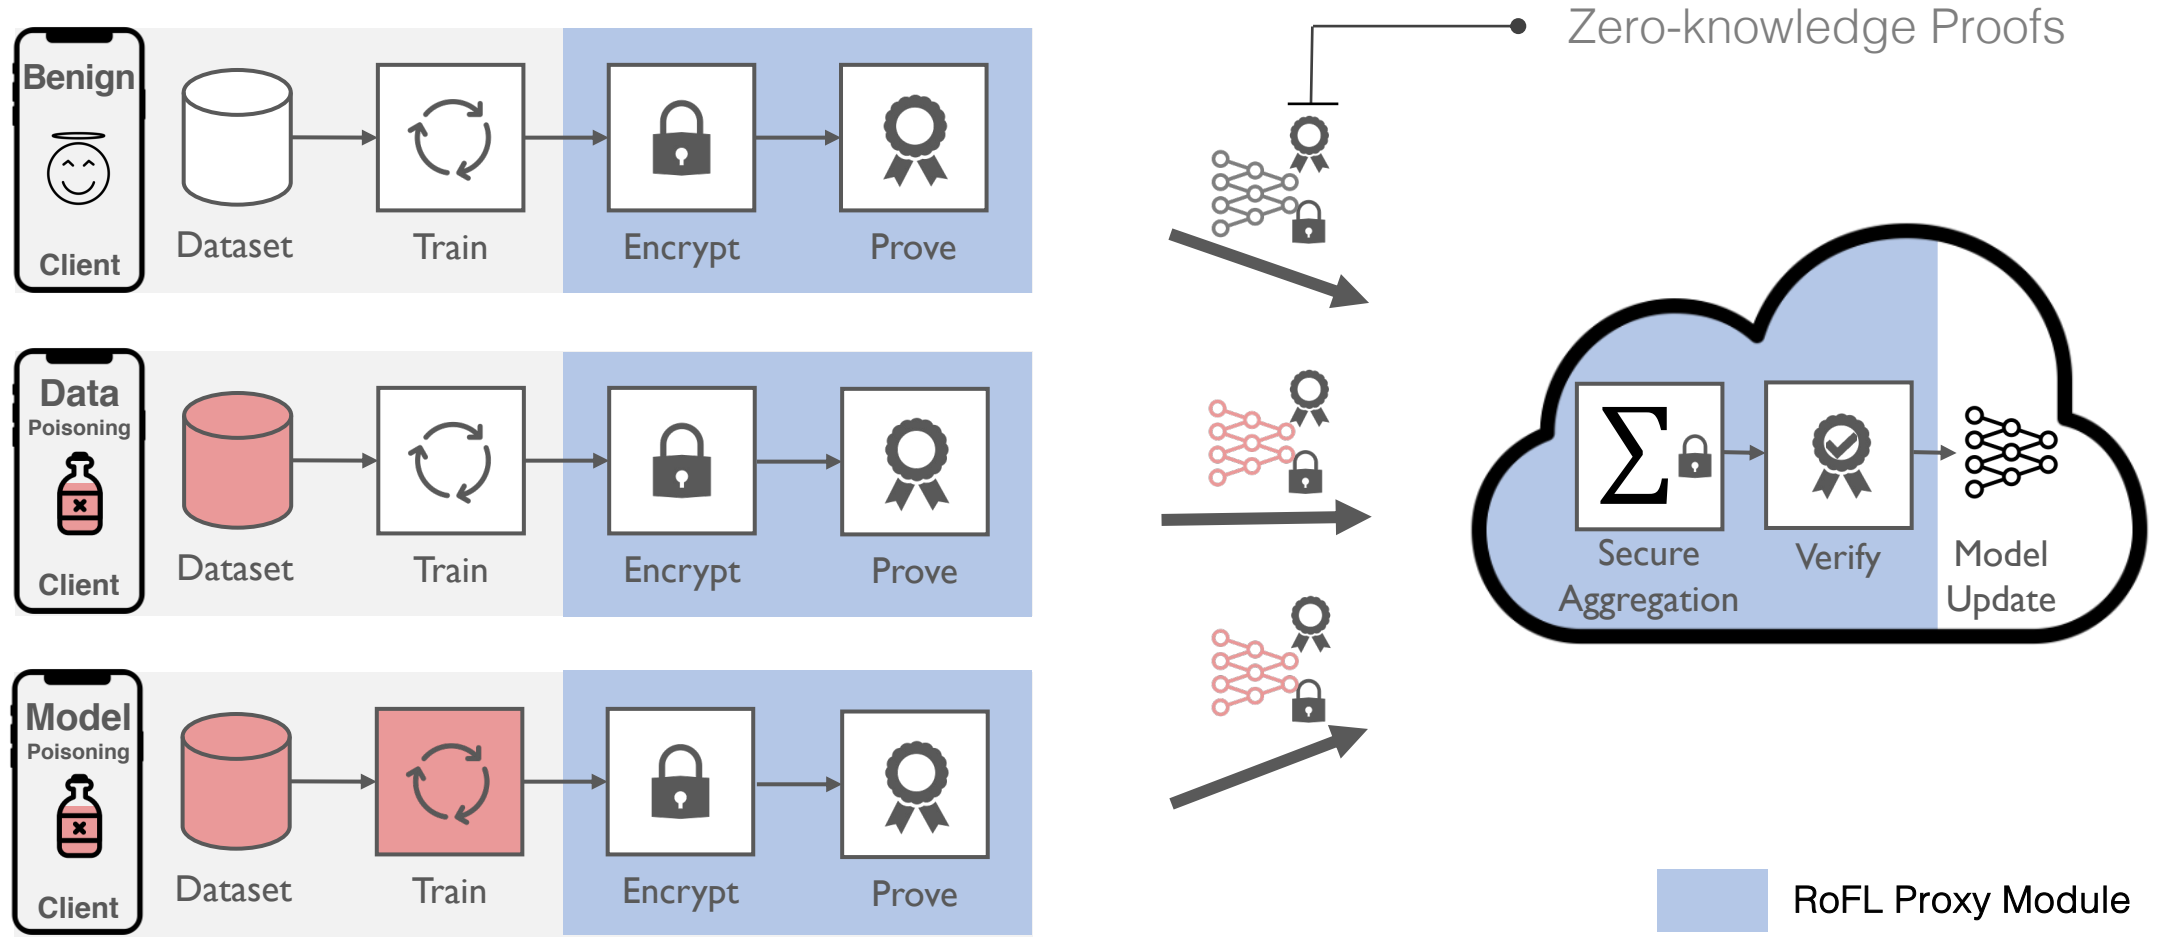 Zero-knowledge Proofs
Benign
Client
Dataset
Train
Encrypt
Prove
Data
Poisoning
Client
Dataset
Train
Encrypt
Prove
Model
Poisoning
Client
Dataset
Train
Encrypt
Prove
Σ
Secure
Aggregation
Verify
Model
Update
RoFL Proxy Module